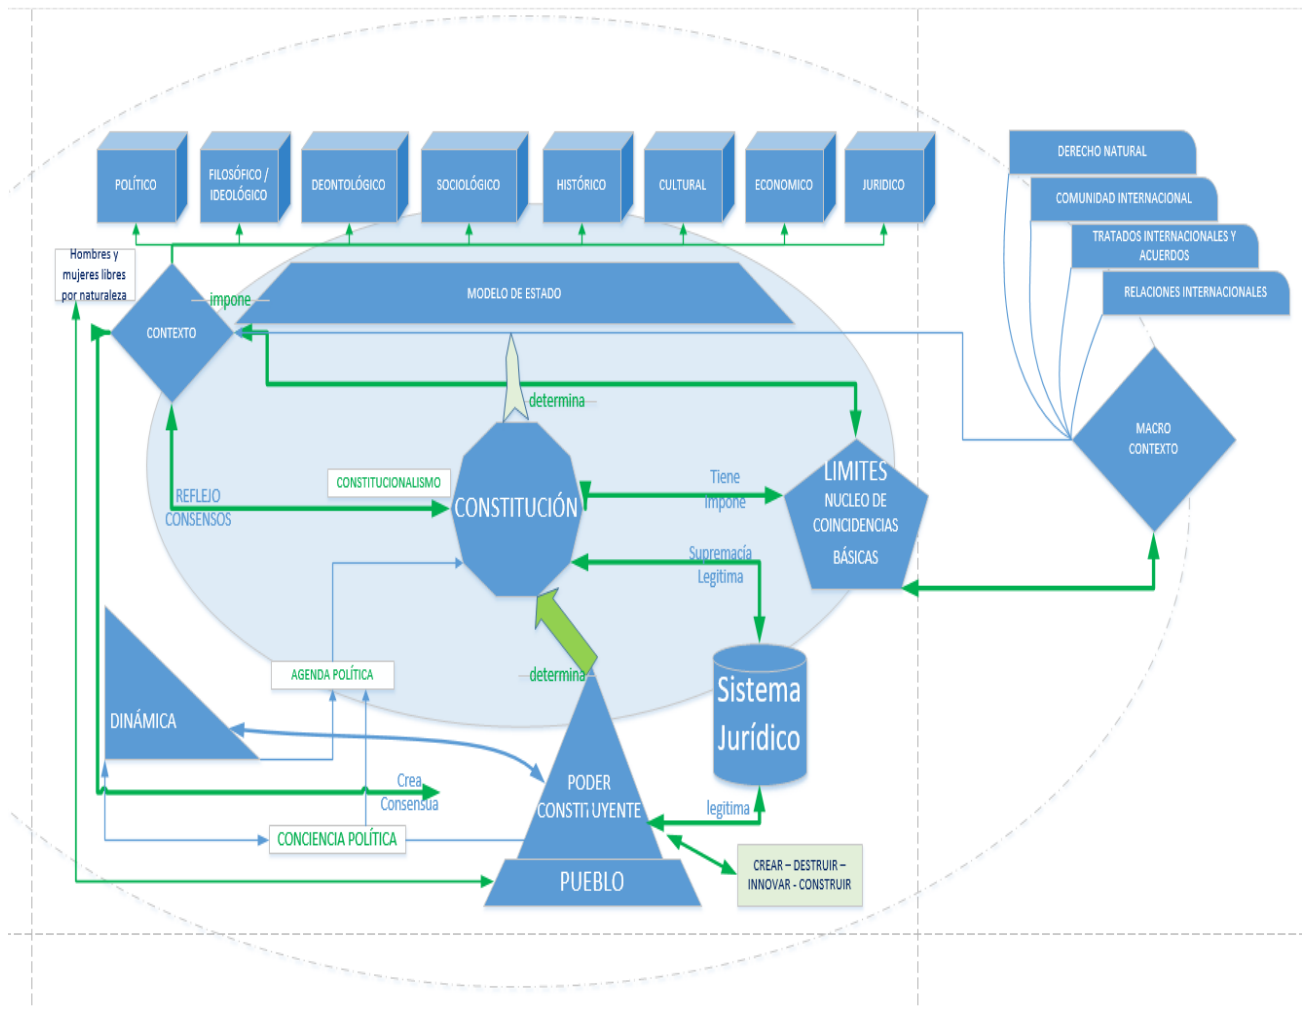 POLÍTICO
FILOSÓFICO /
IDEOLÓGICO
DEONTOLÓGICO
SOCIOLÓGICO
HISTÓRICO
CULTURAL
ECONOMICO
JURIDICO
DERECHO NATURAL
COMUNIDAD INTERNACIONAL
TRATADOS INTERNACIONALES Y
ACUERDOS
RELACIONES INTERNACIONALES
Hombres y
mujeres libres
por naturaleza
impone
MODELO DE ESTADO
CONTEXTO
determina
MACRO
CONTEXTO
CONSTITUCIONALISMO
REFLEJO
CONSENSOS
CONSTITUCIÓN
Tiene
Impone
LIMITES
NUCLEO DE
COINCIDENCIAS
BÁSICAS
Supremacía
Legitima
AGENDA POLÍTICA
determina
DINÁMICA
Sistema
Jurídico
Crea
Consensua
PODER
CONSTITUYENTE
legitima
CONCIENCIA POLÍTICA
PUEBLO
CREAR – DESTRUIR –
INNOVAR - CONSTRUIR